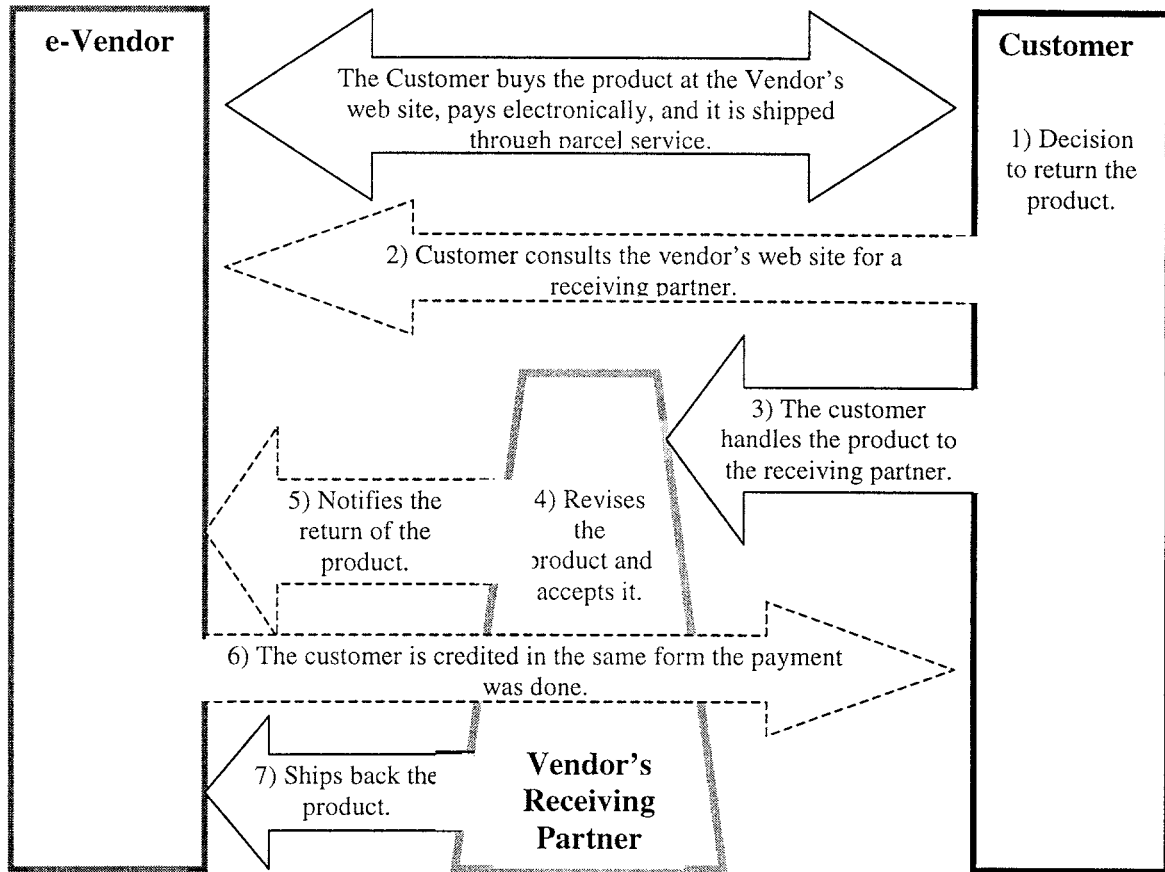 e-Vendor
Customer
The Customer buys the product at the Vendor's
web site, pays electronically, and it is shipped
through parcel service.
1) Decision
to return the
product.
2) Customer consults the vendor's web site for a
receiving partner.
3) The customer
handles the product to
the receiving partner.
4) Revises
the
product and
accepts it.
5) Notifies the
return of the
product.
6) The customer is credited in the same form the payment
was done.
7) Ships back the
product.
Vendor's
Receiving
Partner